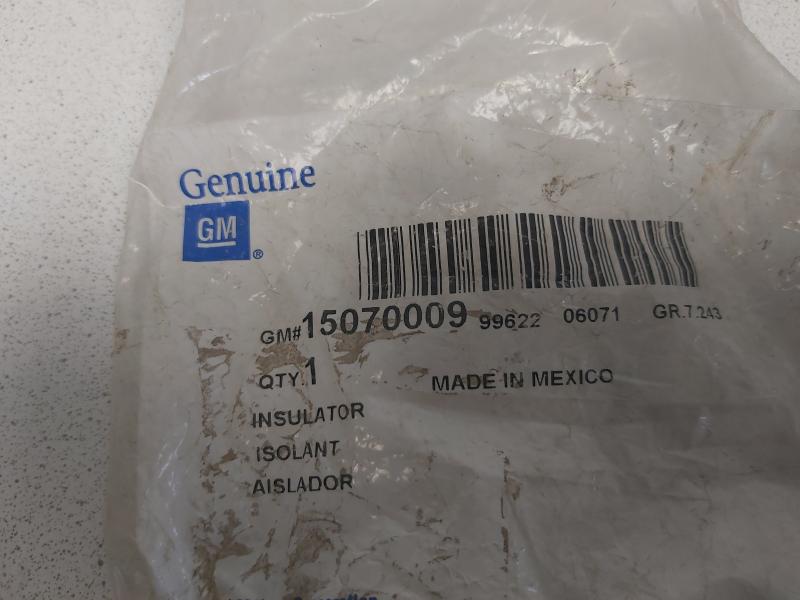 Genuine
GM
®
GM# 15070009 99622 06071 GR.7.243
QTY 1 MADE IN MEXICO
INSULATOR
ISOLANT
AISLADOR